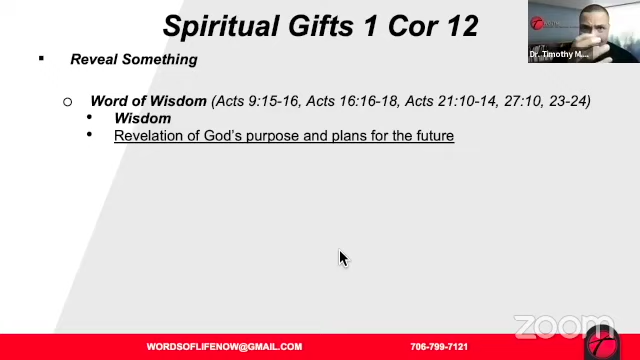 Spiritual Gifts 1 Cor 12
Reveal Something
Word of Wisdom (Acts 9:15-16, Acts 16:16-18, Acts 21:10-14, 27:10, 23-24)
Wisdom
Revelation of God's purpose and plans for the future
Dr. Timothy M...
zoom
WORDSOFLIFENOW@GMAIL.COM 706-799-7121